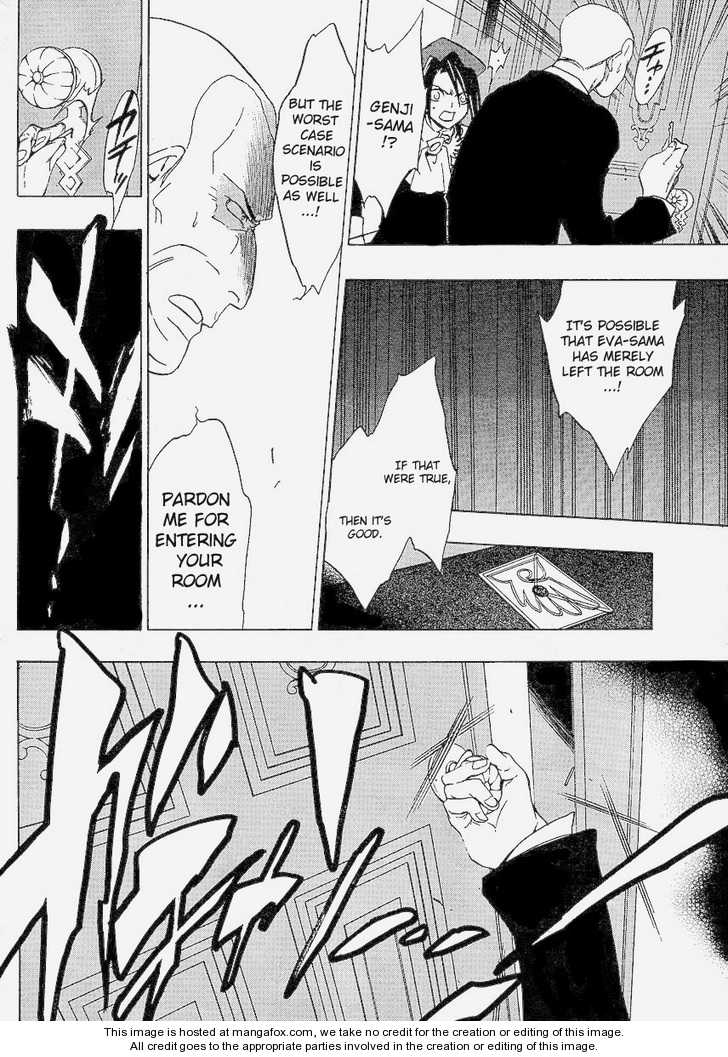 チャ…
GENJI
-SAMA
!?
IT'S POSSIBLE
THAT EVA-SAMA
HAS MERELY
LEFT THE ROOM
...!
IF THAT
WERE TRUE,
THEN IT'S
GOOD.
BUT THE
WORST
CASE
SCENARIO
IS
POSSIBLE
AS WELL
...!
PARDON
ME FOR
ENTERING
YOUR
ROOM
...
This image is hosted at mangafox.com, we take no credit for the creation or editing of this image.
All credit goes to the appropriate parties involved in the creation or editing of this image.